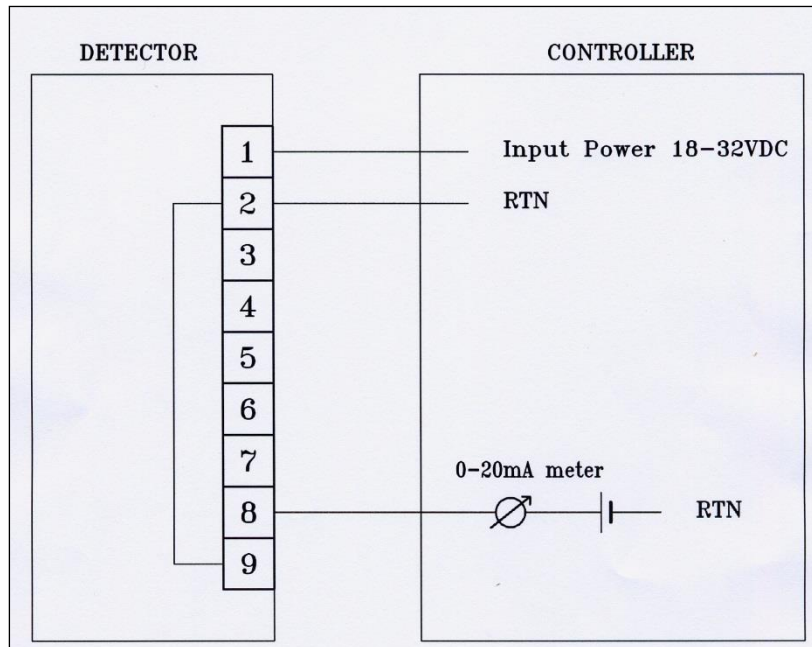 DETECTOR
CONTROLLER
1
Input Power 18-32VDC
2
RTN
3
4
5
6
7
0-20mA meter
8
RTN
9